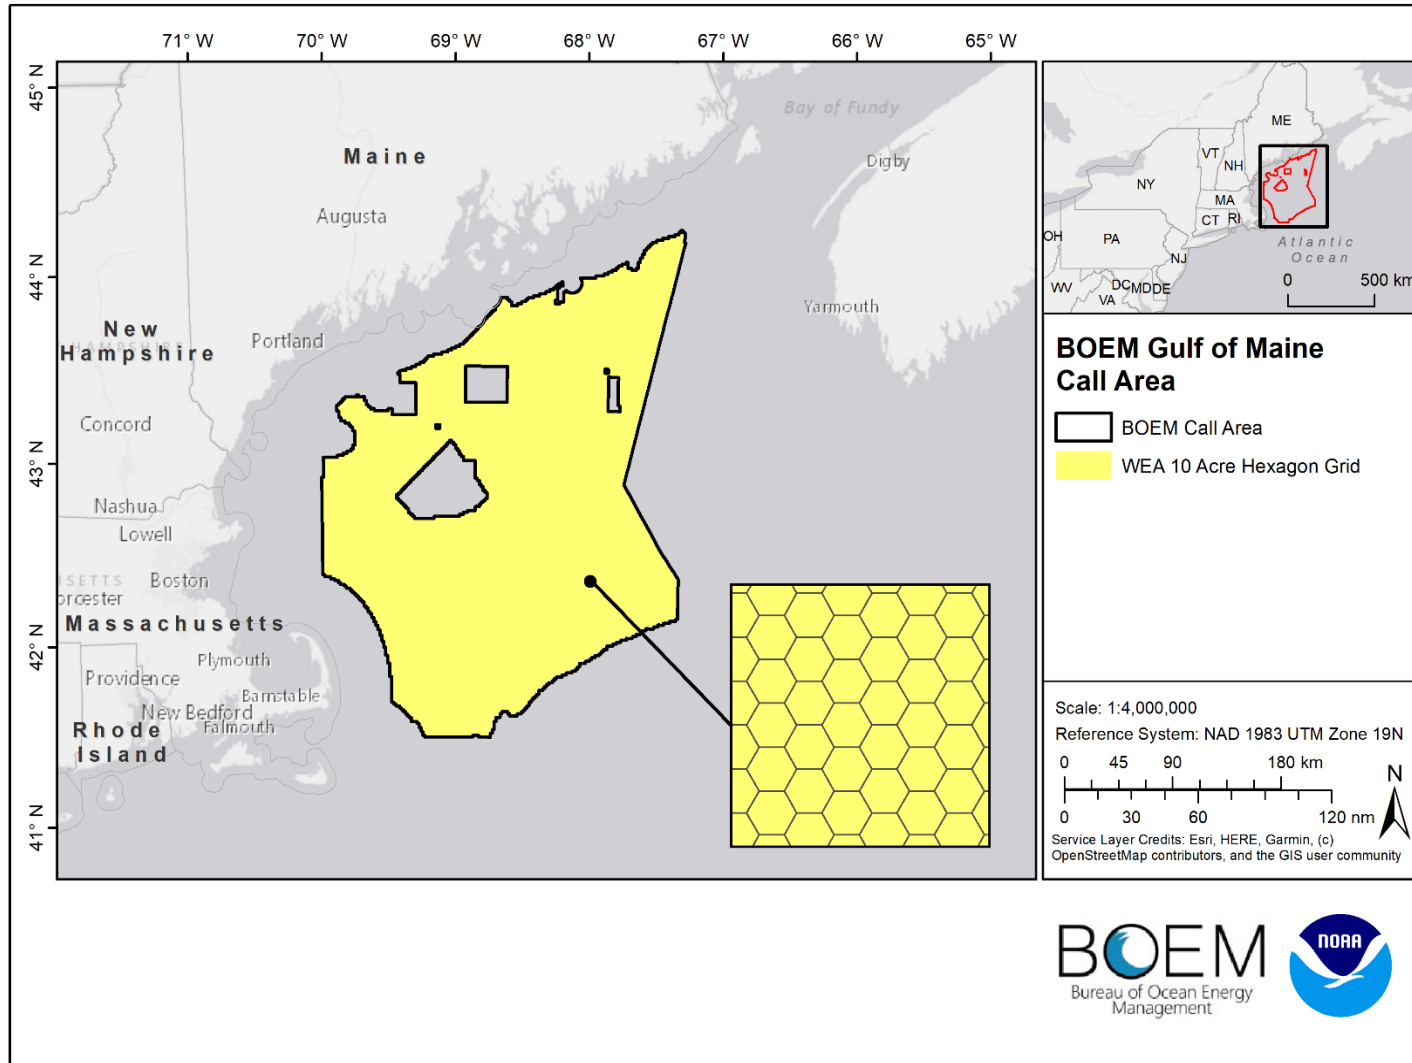 71° W
70° W
69° W
68° W
67° W
66° W
65° W
45° N
44° N
43° N
42° N
41° N
Bay of Fundy
Maine
Digby
Augusta
Yarmouth
New
Hampshire
Portland
Concord
Nashua
Lowell
Boston
Massachusetts
Plymouth
Providence
Barnstable
New Bedford
Falmouth
Rhode
Island
ME
VT
NH
NY
MA
CT
RI
PA
NJ
OH
WV
DC
MD
DE
VA
Atlantic
Ocean
0 500 km
BOEM Gulf of Maine
Call Area
BOEM Call Area
WEA 10 Acre Hexagon Grid
Scale: 1:4,000,000
Reference System: NAD 1983 UTM Zone 19N
0 45 90 180 km
N
0 30 60 120 nm
Service Layer Credits: Esri, HERE, Garmin, (c)
OpenStreetMap contributors, and the GIS user community
BOEM
Bureau of Ocean Energy
Management
NOAA